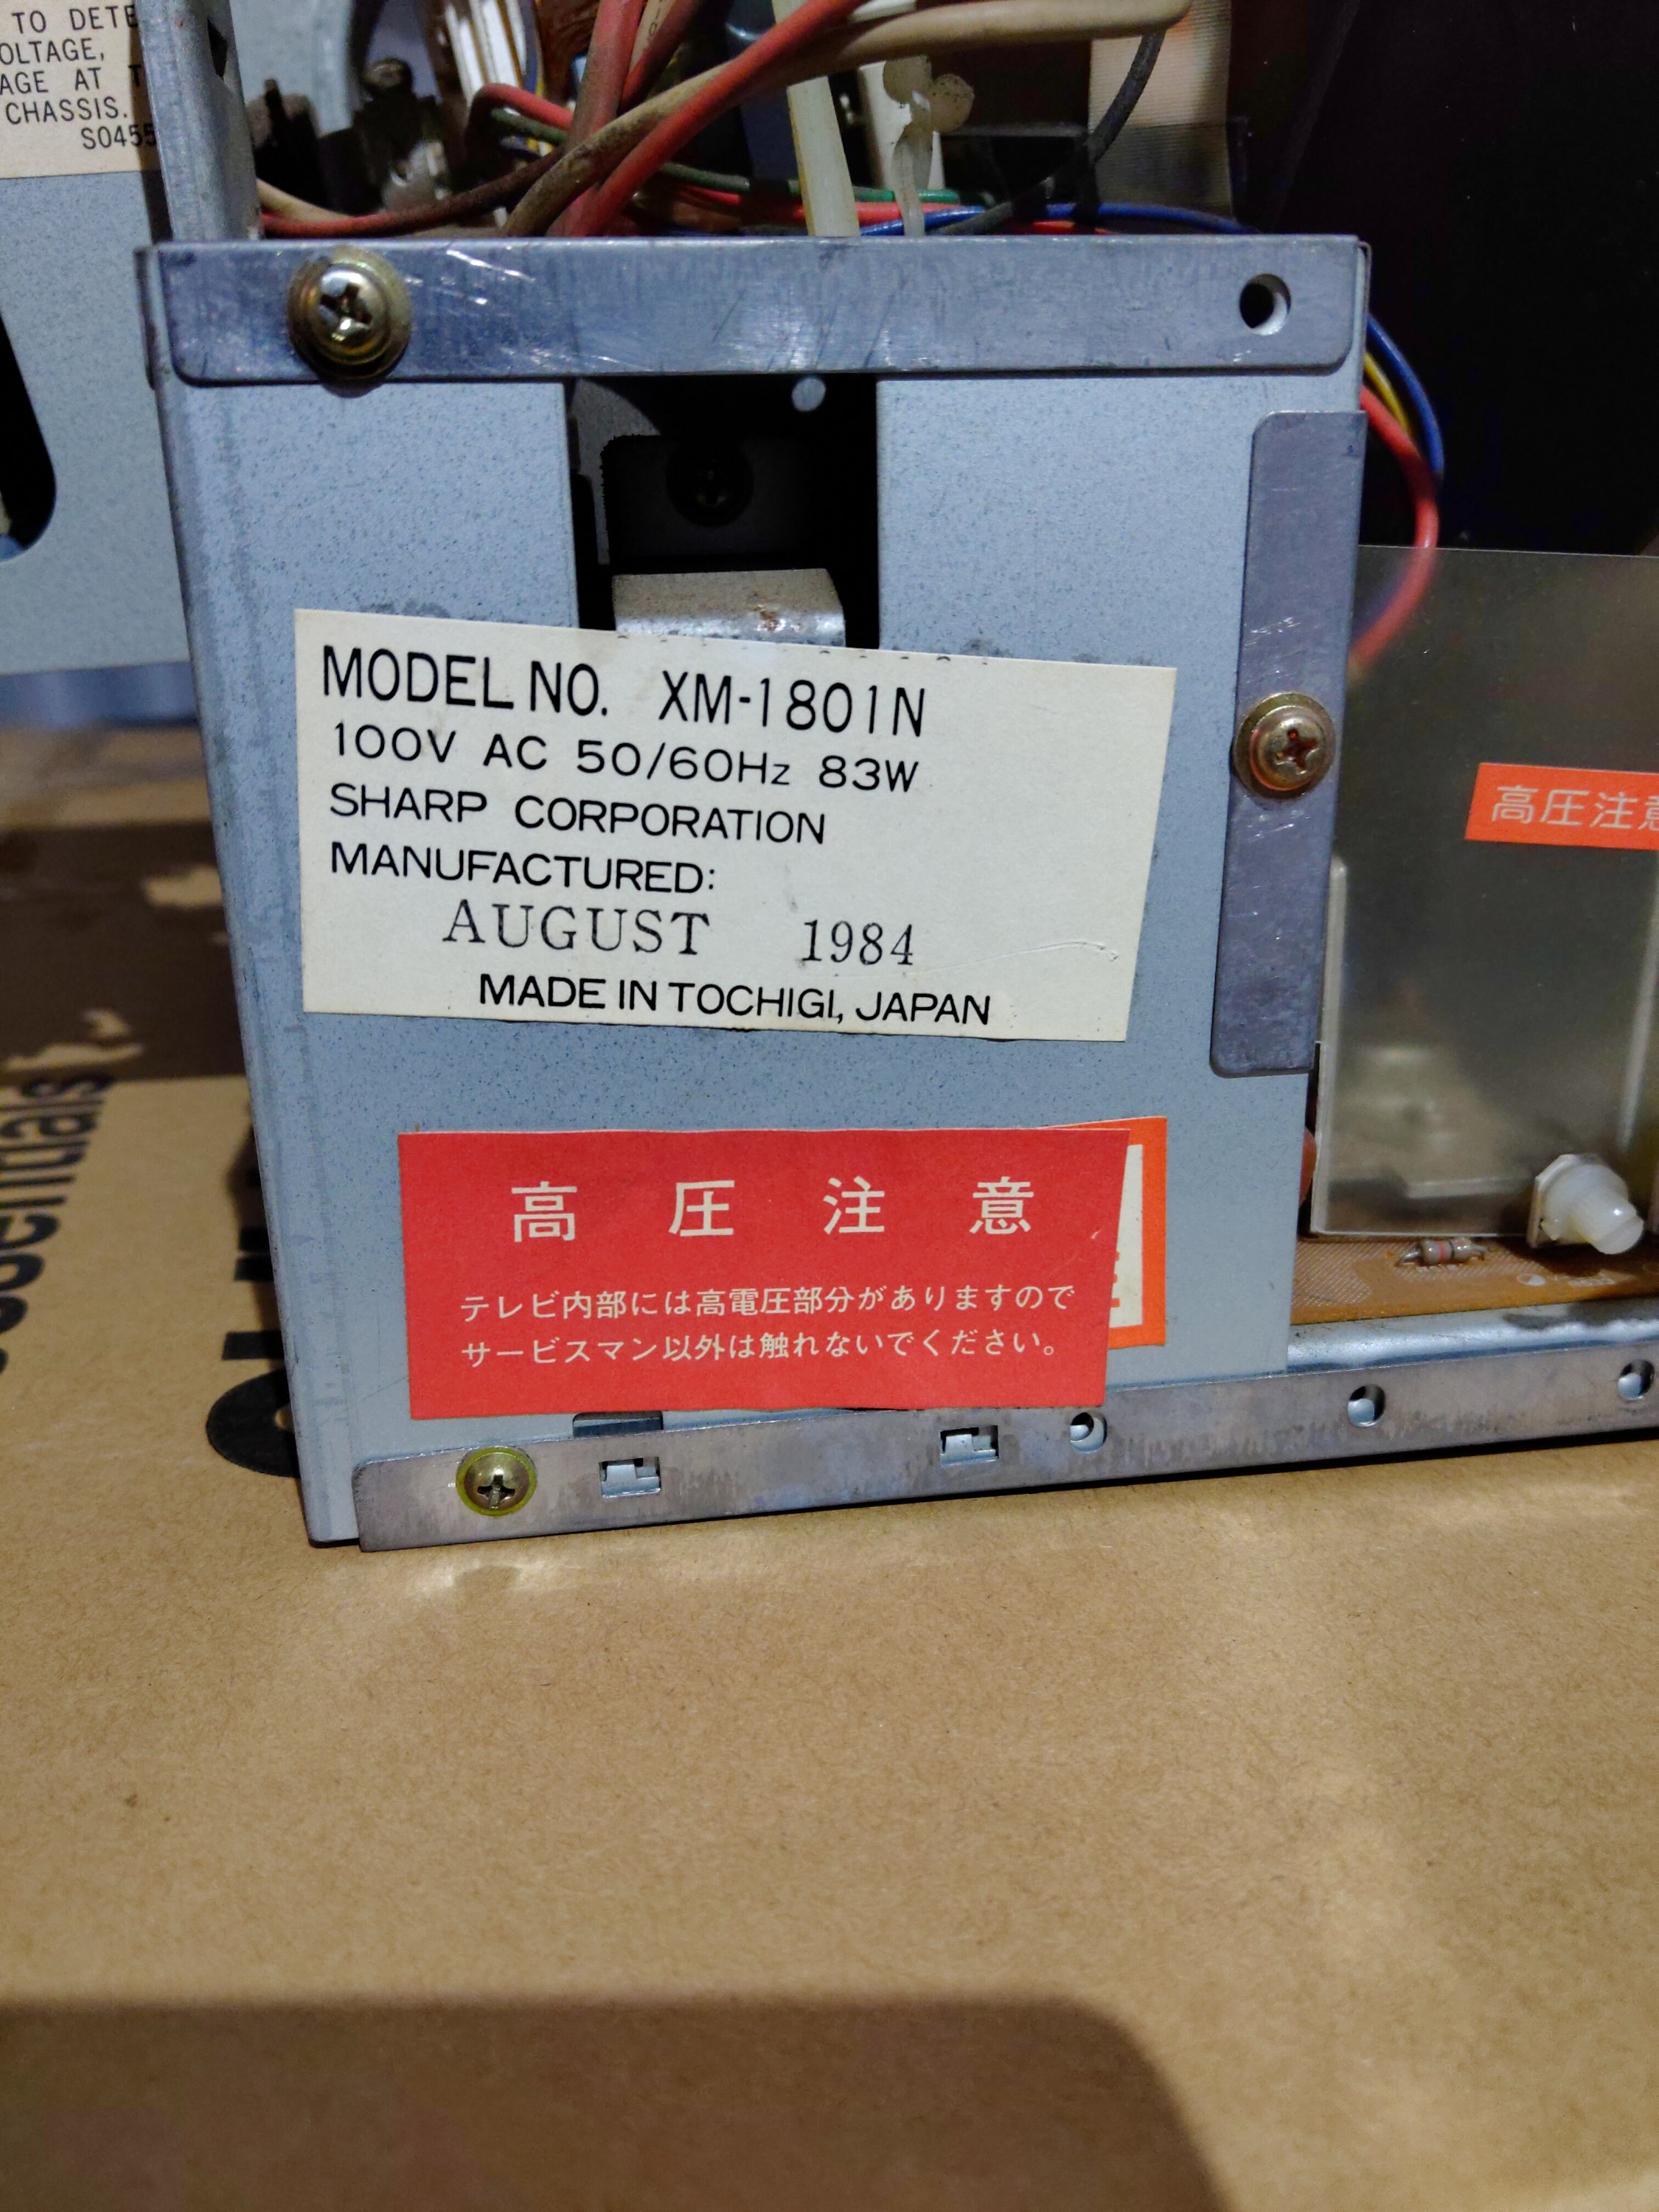 TO DETE
OLTAGE,
AGE AT T
CHASSIS.
S0455
MODEL NO. XM-1801N
100V AC 50/60Hz 83W
SHARP CORPORATION
MANUFACTURED:
AUGUST 1984
MADE IN TOCHIGI, JAPAN
高圧注意
高圧注意
テレビ内部には高電圧部分がありますので
サービスマン以外は触れないでください。